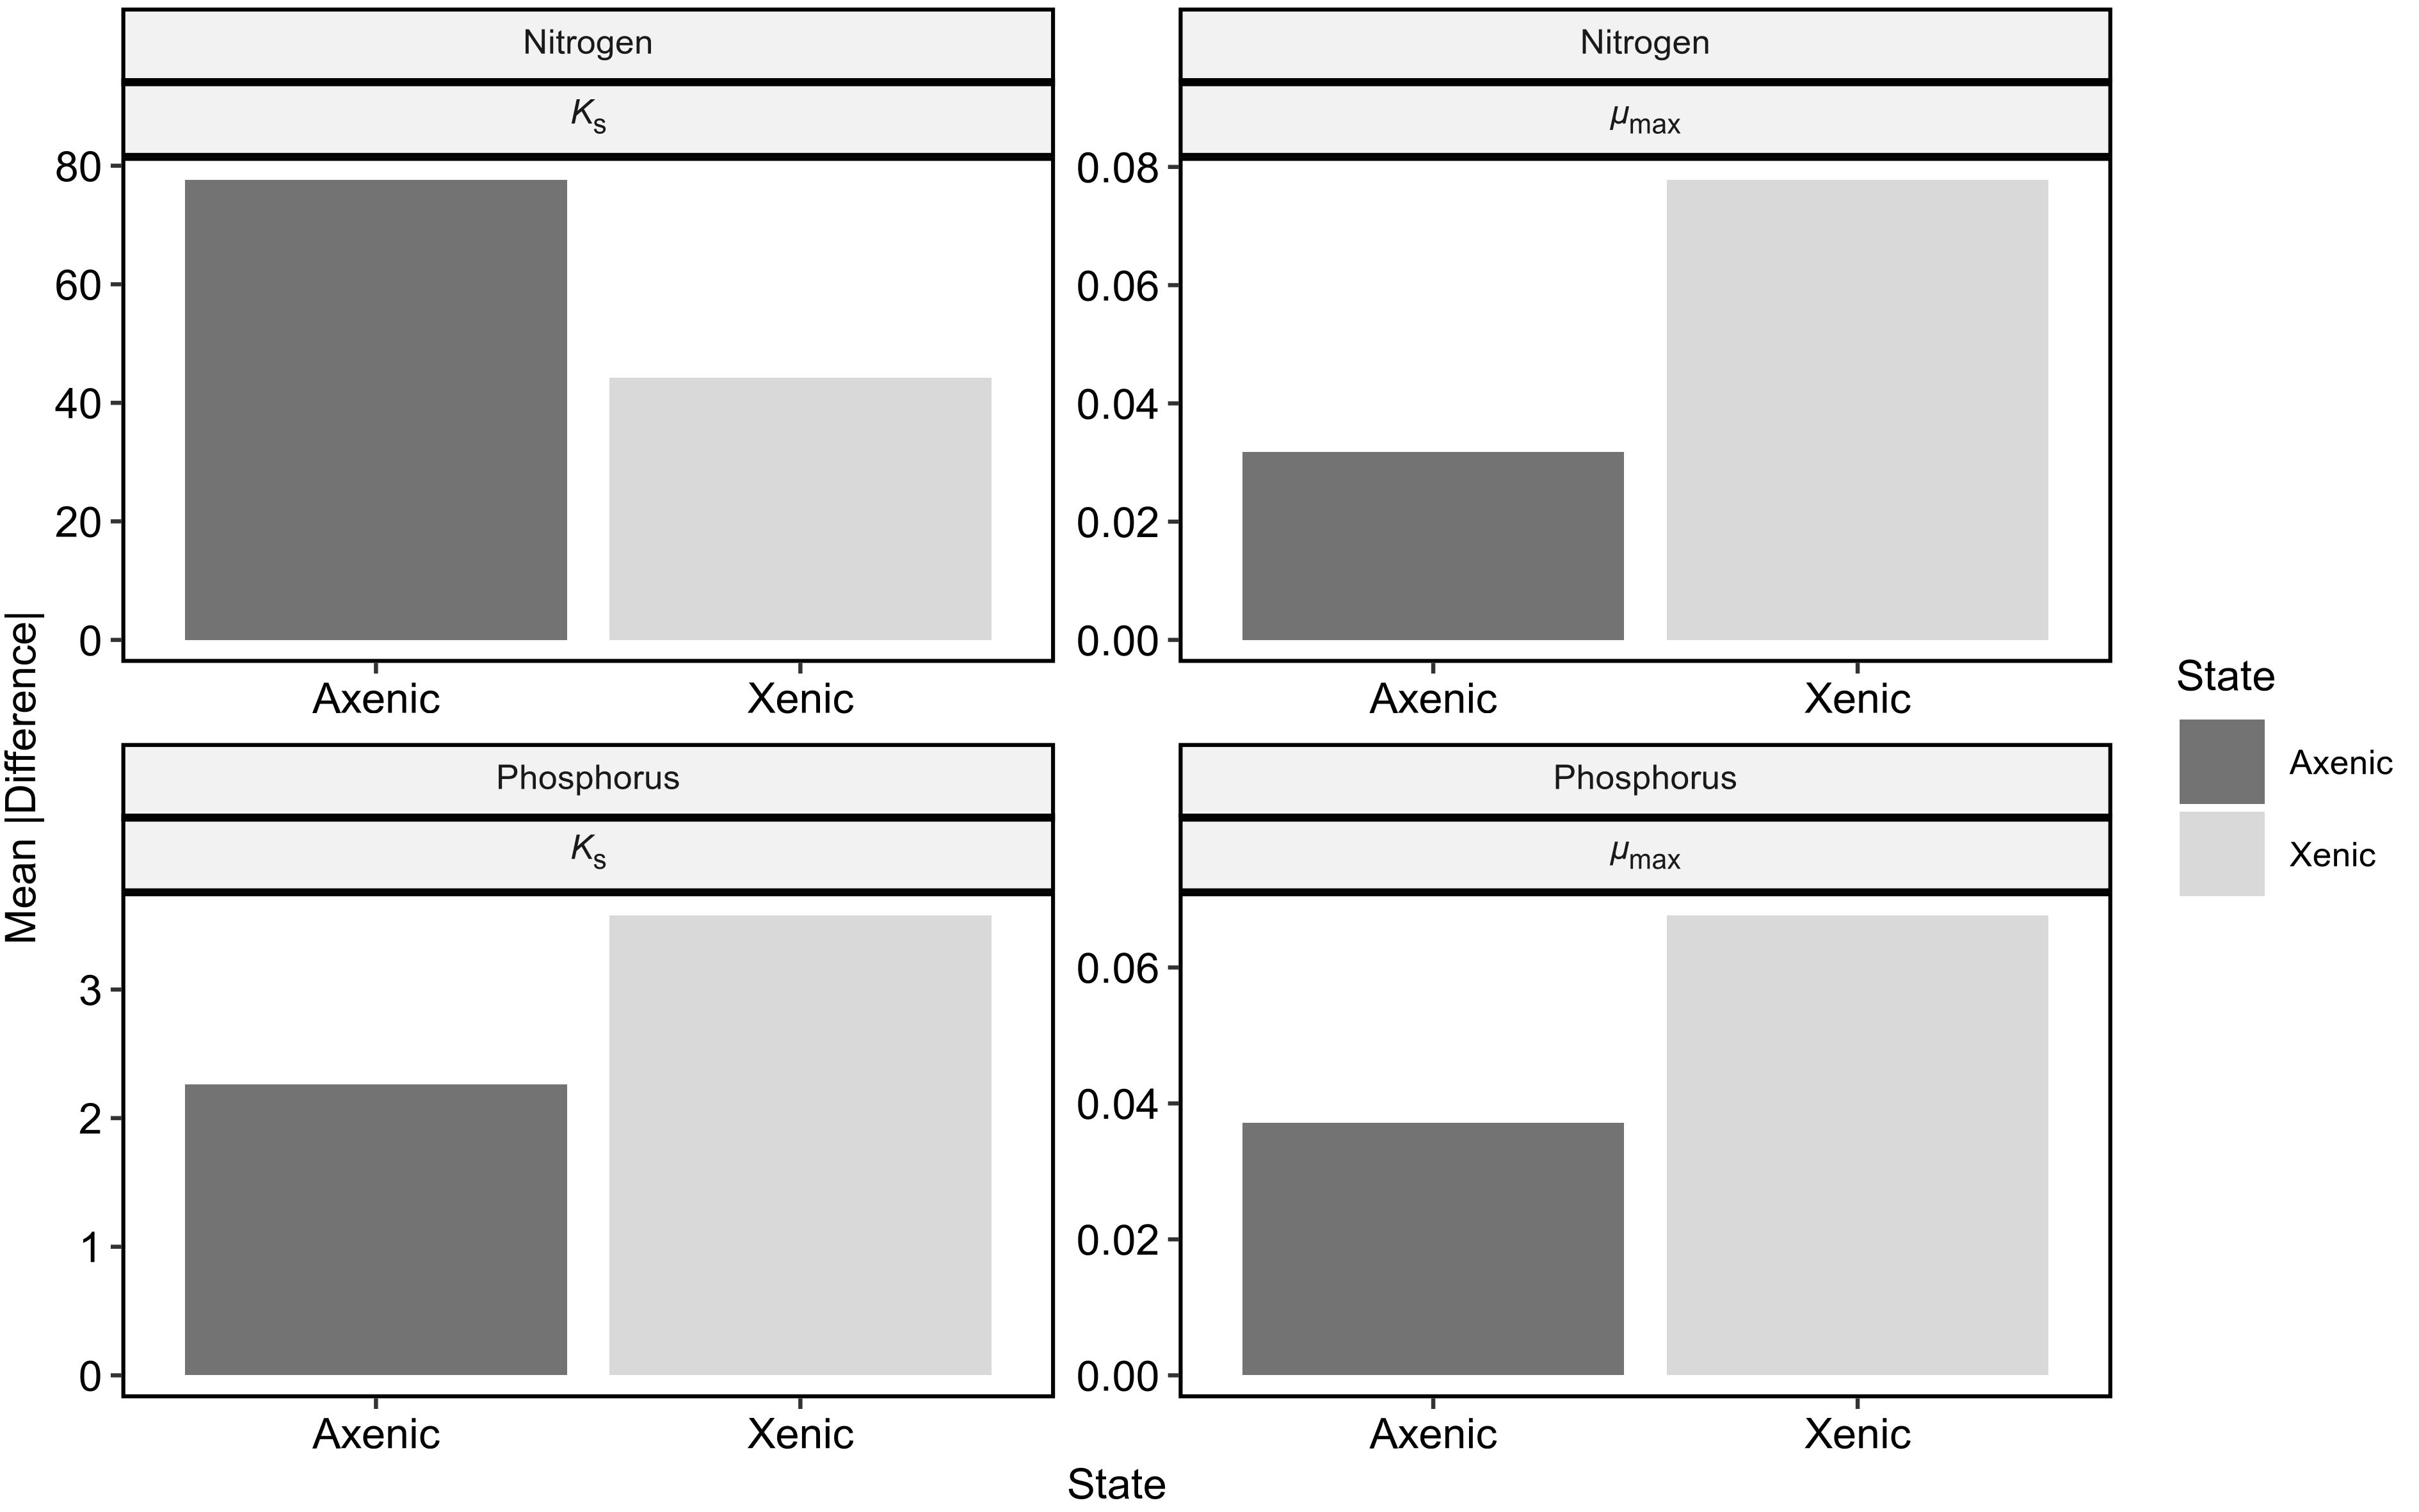 Nitrogen
Ks
80
60
40
20
0
Axenic Xenic
Nitrogen
μmax
0.08
0.06
0.04
0.02
0.00
Axenic Xenic
Phosphorus
Ks
3
2
1
0
Axenic Xenic
Phosphorus
μmax
0.06
0.04
0.02
0.00
Axenic Xenic
Mean |Difference|
State
State
Axenic
Xenic